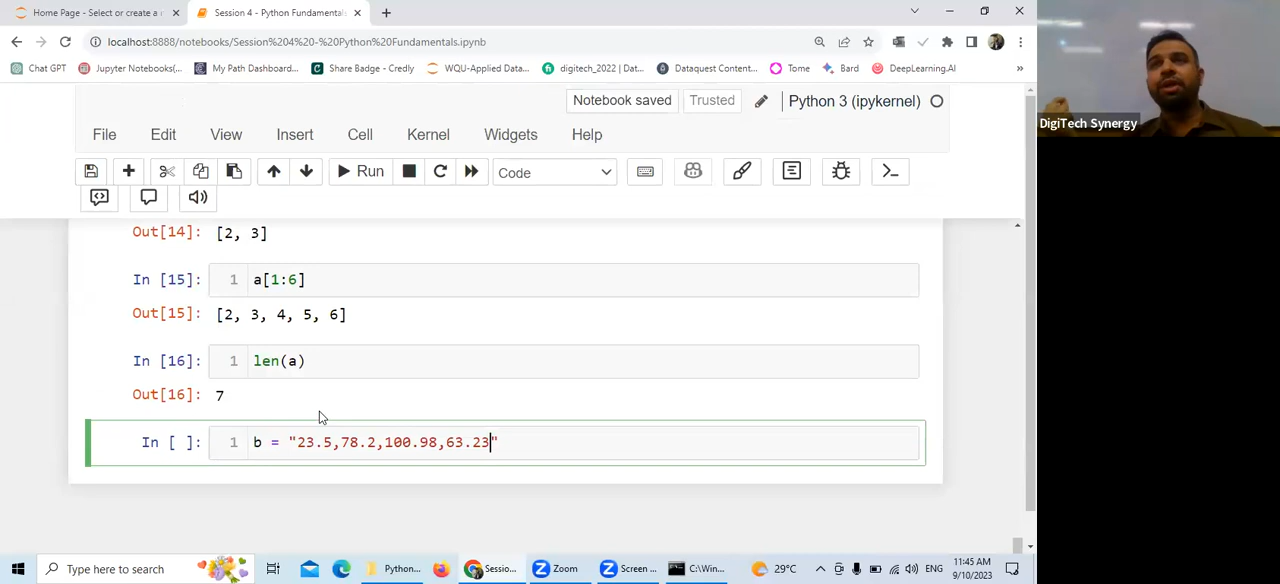 Home Page - Select or create a n
Session 4 - Python Fundamentals
localhost:8888/notebooks/Session%204%20-%20Python%20Fundamentals.ipynb
Chat GPT
Jupyter Notebooks(...
My Path Dashboard...
Share Badge - Credly
WQU-Applied Data...
digitech_2022 | Dat...
Dataquest Content...
Tome
Bard
DeepLearning.AI
»
DigiTech Synergy
Notebook saved
Trusted
Python 3 (ipykernel)
File
Edit
View
Insert
Cell
Kernel
Widgets
Help
Run
Code
Out[14]: [2, 3]
In [15]: 1 a[1:6]
Out[15]: [2, 3, 4, 5, 6]
In [16]: 1 len(a)
Out[16]: 7
In [ ]: 1 b = "23.5,78.2,100.98,63.23"
Type here to search
Python...
Sessio...
Zoom
Screen ...
C:\Win...
29°C
ENG
11:45 AM
9/10/2023